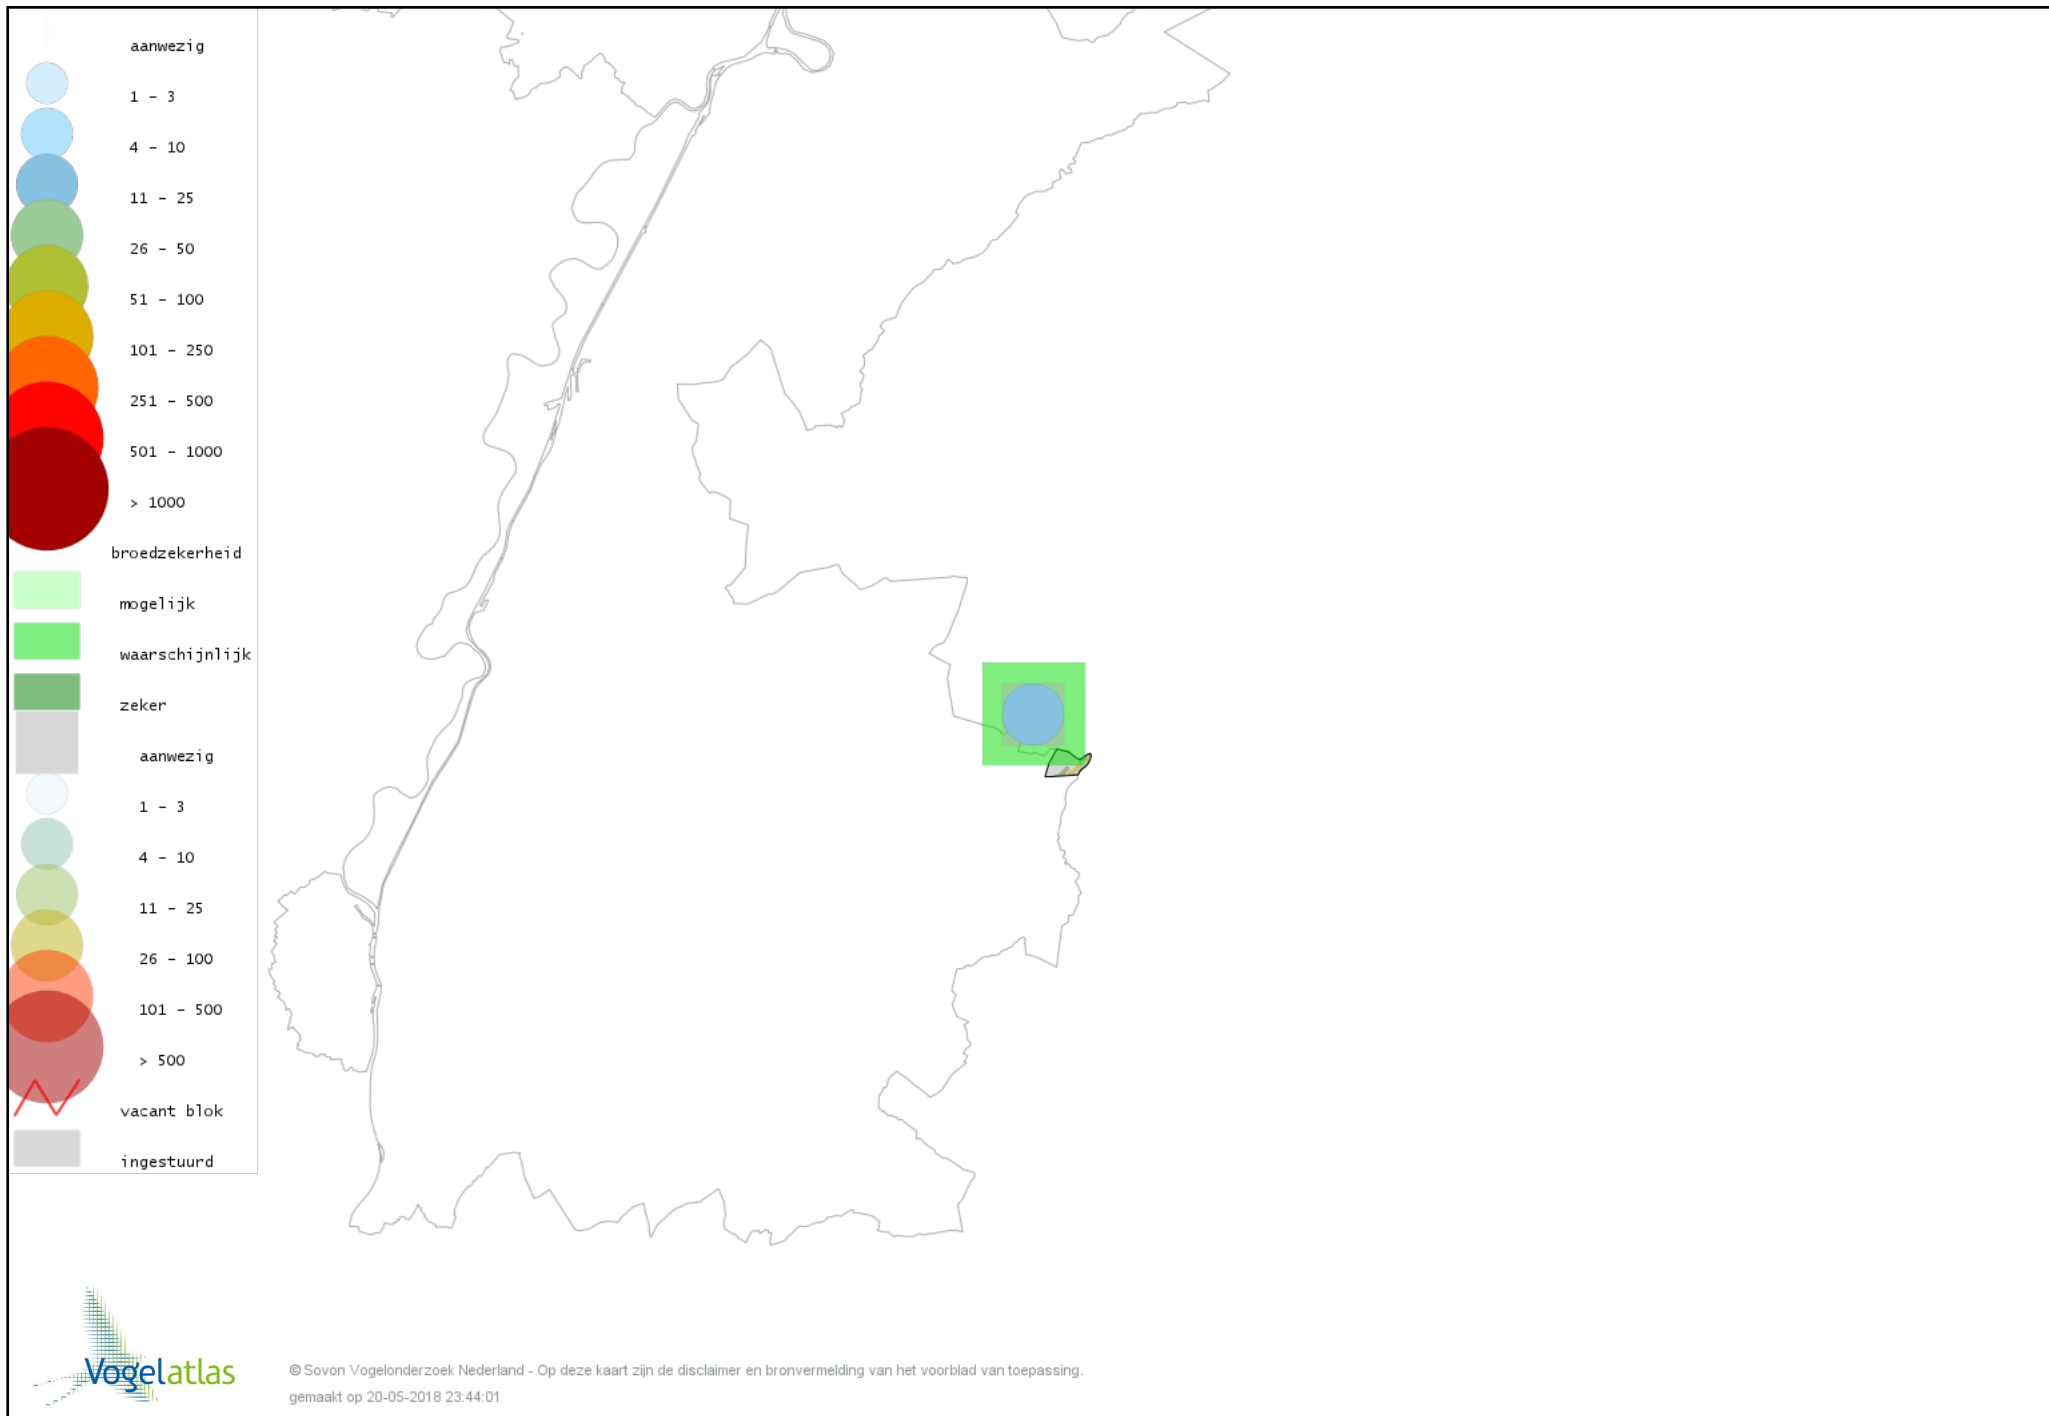 aanwezig
1 - 3
4 - 10
11 - 25
26 - 50
51 - 100
101 - 250
251 - 500
501 - 1000
> 1000
broedzekerheid
mogelijk
waarschijnlijk
zeker
aanwezig
1 - 3
4 - 10
11 - 25
26 - 100
101 - 500
> 500
vacant blok
ingestuurd
Vogelatlas
© Sovon Vogelonderzoek Nederland - Op deze kaart zijn de disclaimer en bronvermelding van het voorblad van toepassing.
gemaakt op 20-05-2018 23:44:01